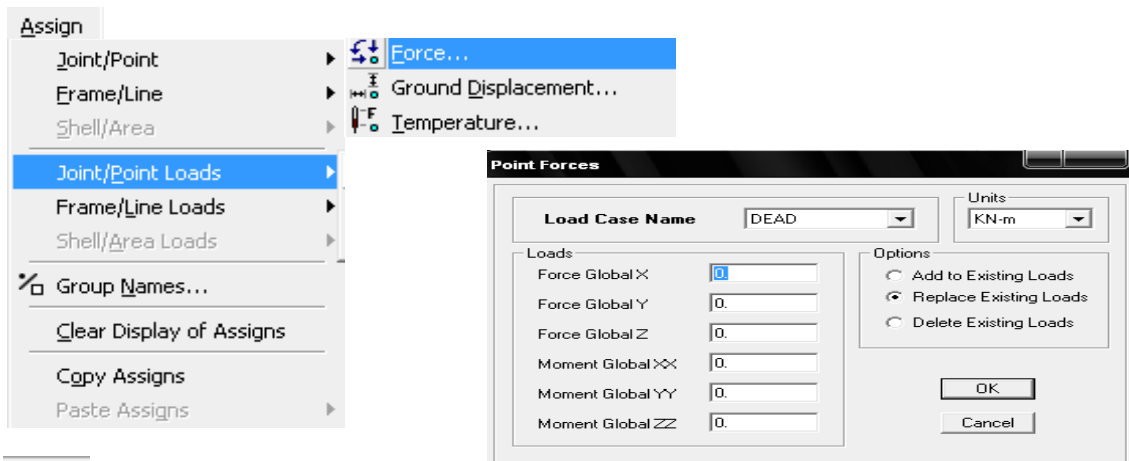 Assign
Joint/Point
Frame/Line
Shell/Area
Joint/Point Loads
Frame/Line Loads
Shell/Area Loads
Group Names...
Clear Display of Assigns
Copy Assigns
Paste Assigns
Force...
Ground Displacement...
F
Temperature...
Point Forces
Load Case Name DEAD
Units
KN-m
Loads
Force Global X 0.
Force Global Y 0.
Force Global Z 0.
Moment Global XX 0.
Moment Global YY 0.
Moment Global ZZ 0.
Options
Add to Existing Loads
Replace Existing Loads
Delete Existing Loads
OK
Cancel